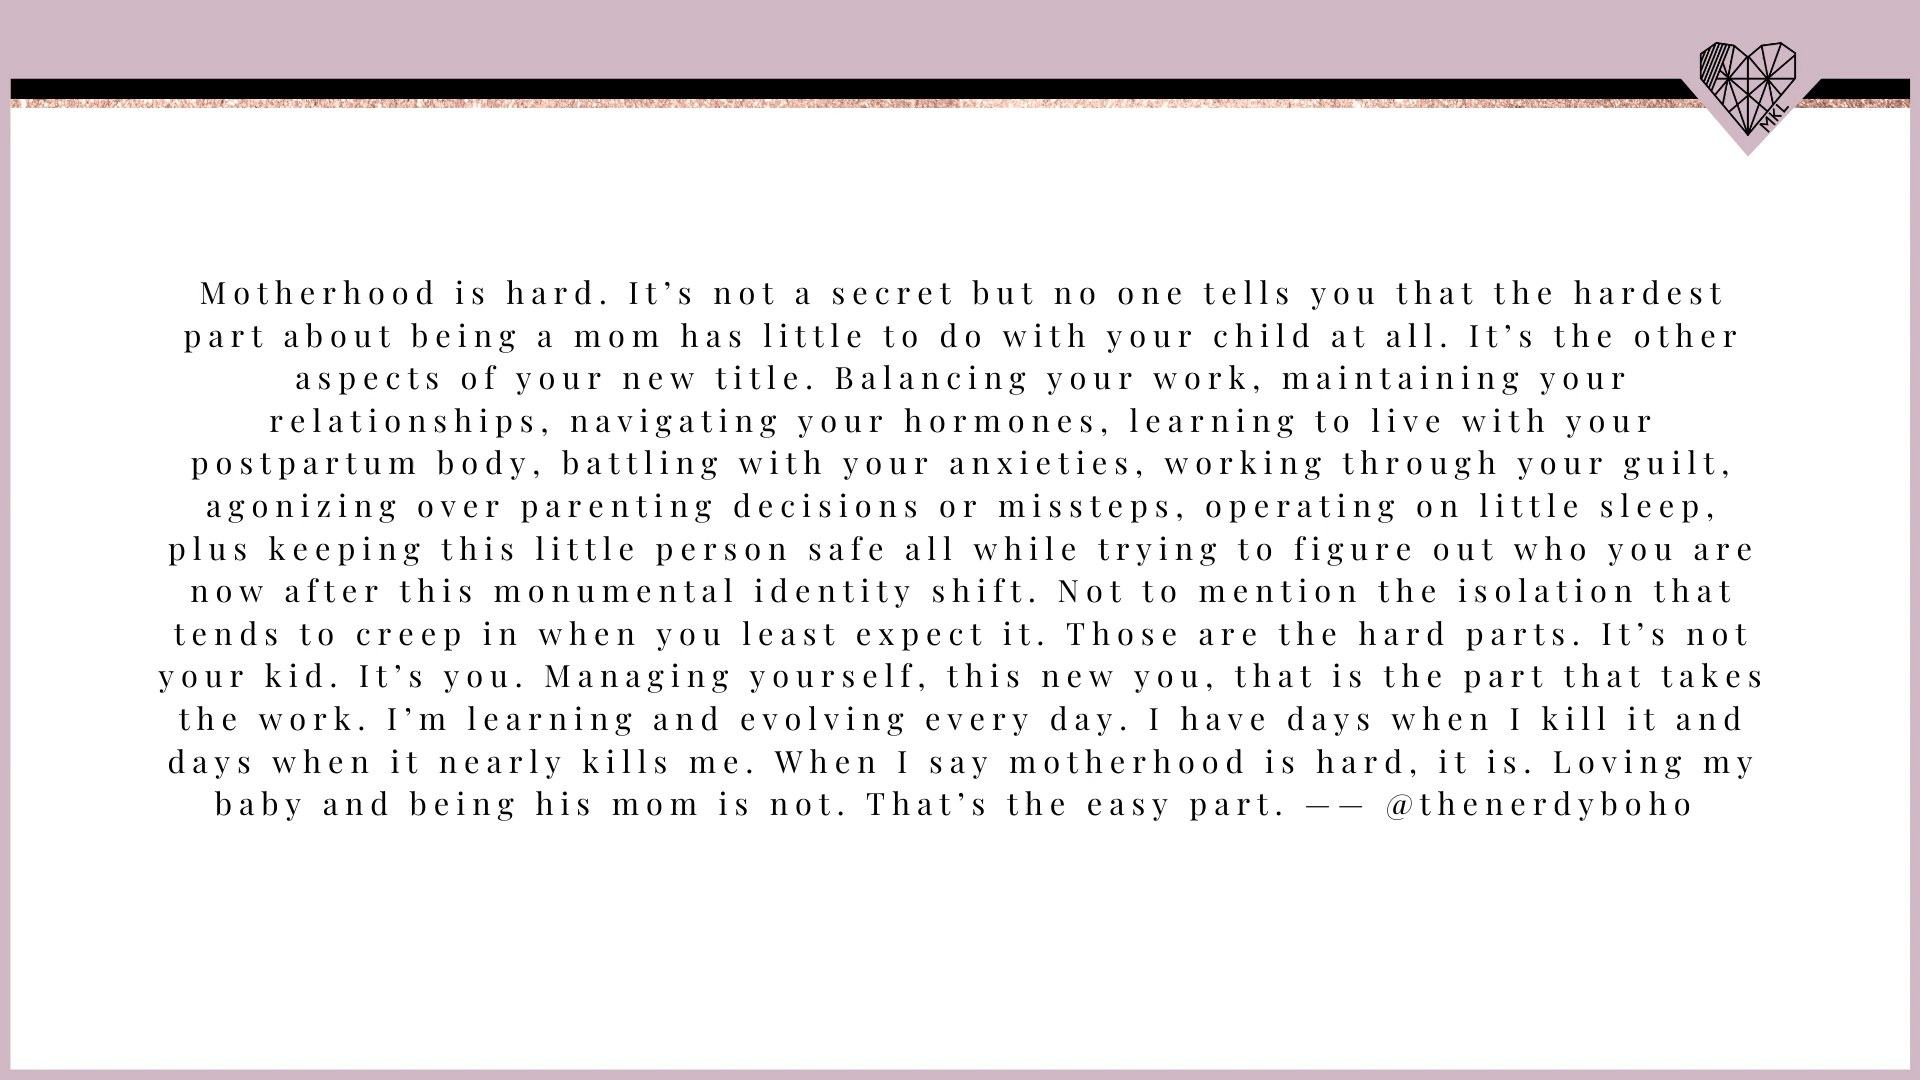 MKL
Motherhood is hard. It’s not a secret but no one tells you that the hardest
part about being a mom has little to do with your child at all. It’s the other
aspects of your new title. Balancing your work, maintaining your
relationships, navigating your hormones, learning to live with your
postpartum body, battling with your anxieties, working through your guilt,
agonizing over parenting decisions or missteps, operating on little sleep,
plus keeping this little person safe all while trying to figure out who you are
now after this monumental identity shift. Not to mention the isolation that
tends to creep in when you least expect it. Those are the hard parts. It’s not
your kid. It’s you. Managing yourself, this new you, that is the part that takes
the work. I’m learning and evolving every day. I have days when I kill it and
days when it nearly kills me. When I say motherhood is hard, it is. Loving my
baby and being his mom is not. That’s the easy part. —— @thenerdyboho